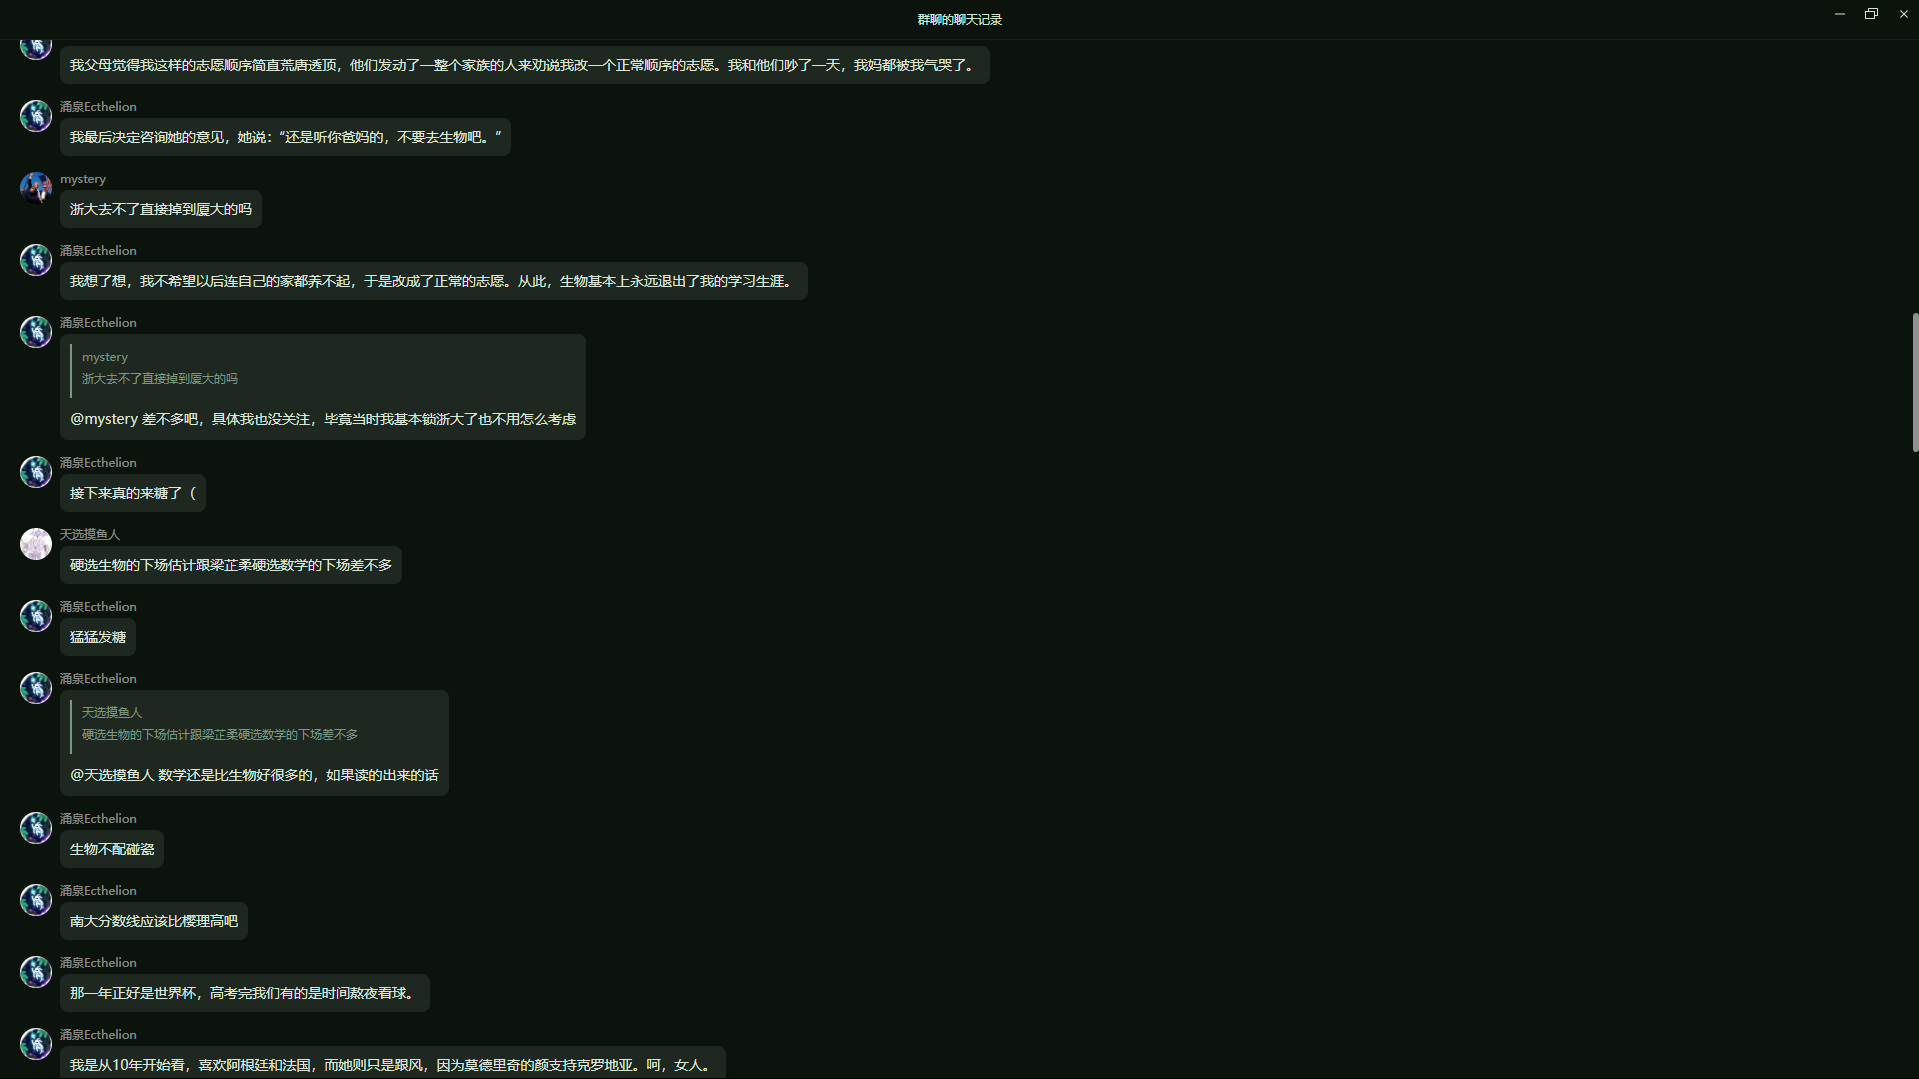 群聊的聊天记录
我父母觉得我这样的志愿顺序简直荒唐透顶，他们发动了一整个家族的人来劝说我改一个正常顺序的志愿。我和他们吵了一天，我妈都被我气哭了。
涌泉Ecthelion
我最后决定咨询她的意见，她说：“还是听你爸妈的，不要去生物吧。”
mystery
浙大去不了直接掉到厦大的吗
涌泉Ecthelion
我想了想，我不希望以后连自己的家都养不起，于是改成了正常的志愿。从此，生物基本上永远退出了我的学习生涯。
涌泉Ecthelion
mystery
浙大去不了直接掉到厦大的吗
@mystery 差不多吧，具体我也没关注，毕竟当时我基本锁浙大了也不用怎么考虑
涌泉Ecthelion
接下来真的来糖了（
天选摸鱼人
硬选生物的下场估计跟梁芷柔硬选数学的下场差不多
涌泉Ecthelion
猛猛发糖
涌泉Ecthelion
天选摸鱼人
硬选生物的下场估计跟梁芷柔硬选数学的下场差不多
@天选摸鱼人 数学还是比生物好很多的，如果读的出来的话
涌泉Ecthelion
生物不配碰瓷
涌泉Ecthelion
南大分数线应该比樱理高吧
涌泉Ecthelion
那一年正好是世界杯，高考完我们有的是时间熬夜看球。
涌泉Ecthelion
我是从10年开始看，喜欢阿根廷和法国，而她则只是跟风，因为莫德里奇的颜支持克罗地亚。呵，女人。